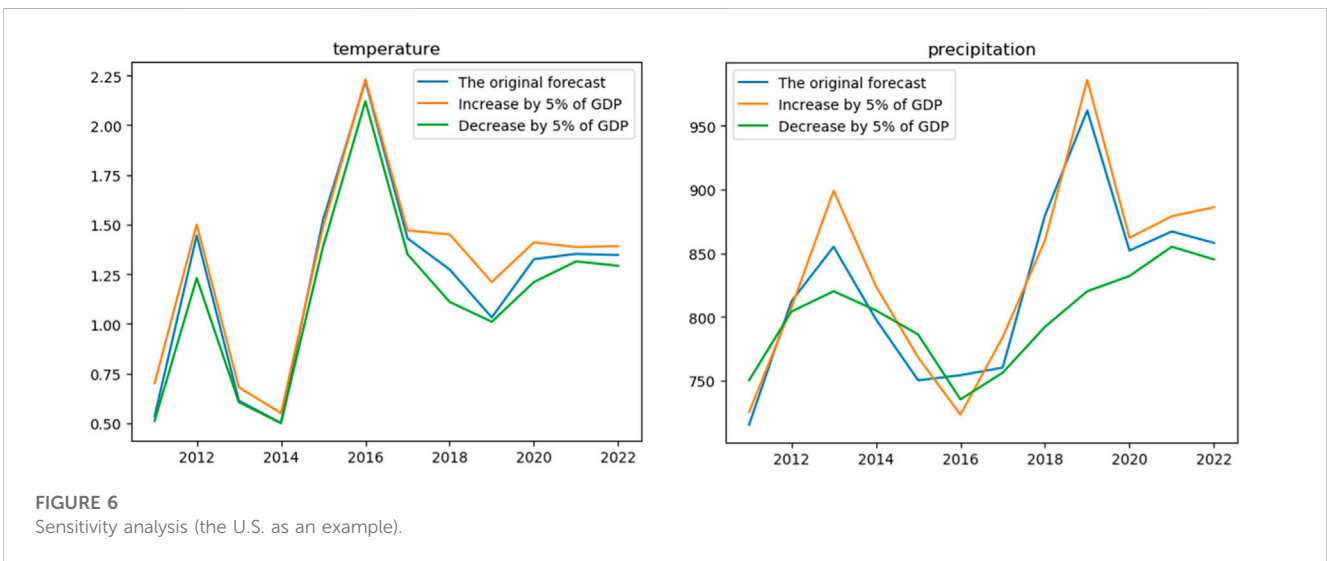 temperature
2.25
2.00
1.75
1.50
1.25
1.00
0.75
0.50
The original forecast
Increase by 5% of GDP
Decrease by 5% of GDP
2012 2014 2016 2018 2020 2022
precipitation
950
900
850
800
750
The original forecast
Increase by 5% of GDP
Decrease by 5% of GDP
2012 2014 2016 2018 2020 2022
FIGURE 6
Sensitivity analysis (the U.S. as an example).